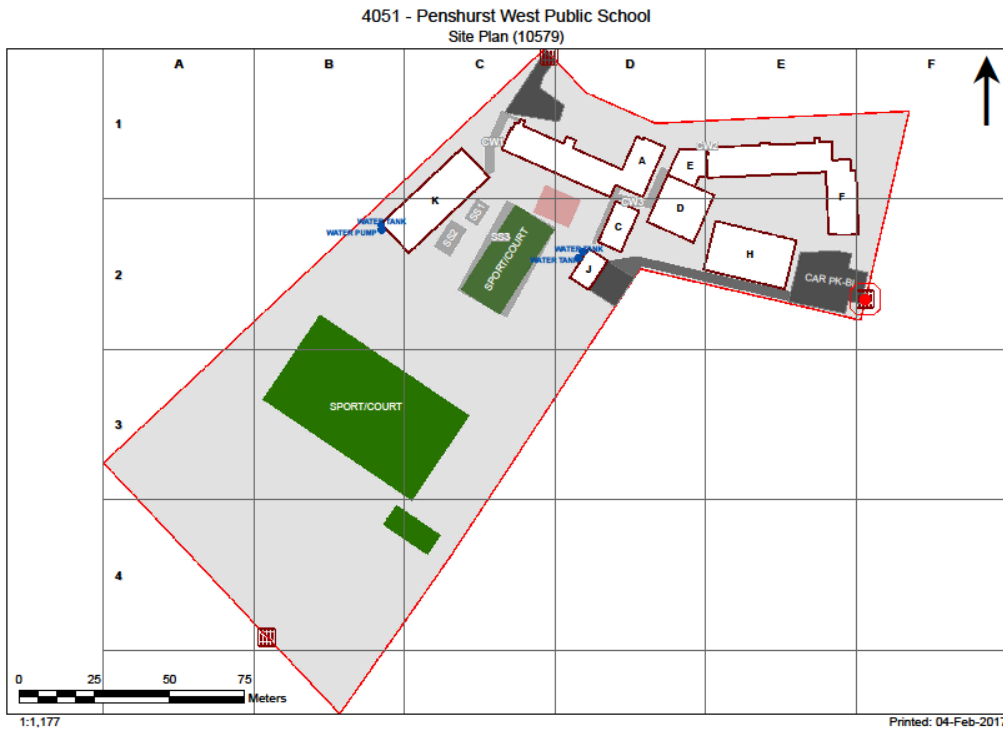 4051 - Penshurst West Public School
Site Plan (10579)
A B C D E F
1
CW1
A
CW2
E
F
K
CW3
D
C
SS1
WATER TANK
WATER PUMP
SS2
SS3
SPORT/COURT
WATER TANK
WATER TANK
J
H
2
CAR PK-BI
SPORT/COURT
3
4
0 25 50 75
Meters
1:1,177
Printed: 04-Feb-2017